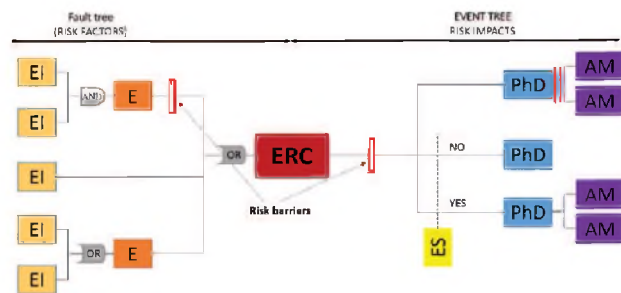 Fault tree
(RISK FACTORS)
EVENT TREE
RISK IMPACTS
EI
AND
E
EI
EI
OR
ERC
Risk barriers
EI
OR
E
EI
NO
YES
ES
PhD
AM
AM
PhD
PhD
AM
AM